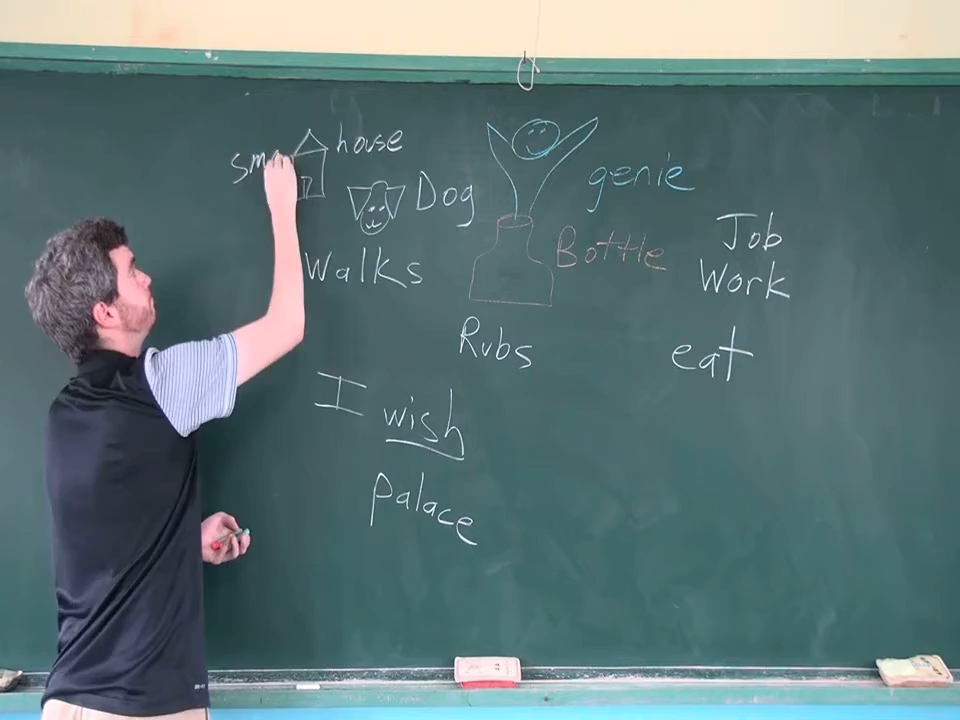 sm
house
Dog
Walks
genie
Bottle
Rubs
Job
Work
eat
I wish
palace